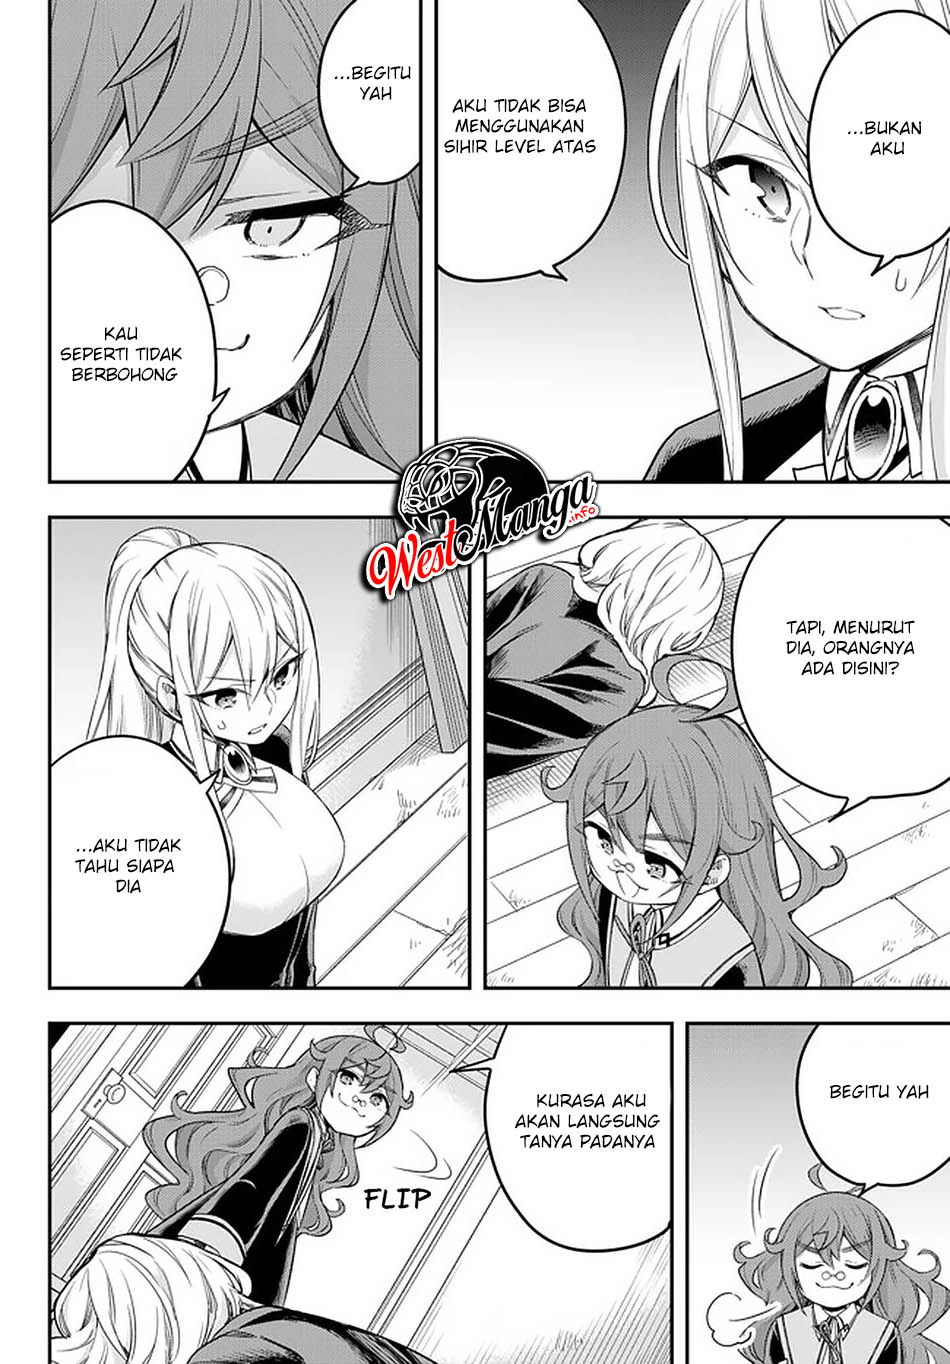 ...BUKAN
AKU
AKU TIDAK BISA
MENGGUNAKAN
SIHIR LEVEL ATAS
...BEGITU
YAH
KAU
SEPERTI TIDAK
BERBOHONG
WestManga
.info
TAPI, MENURUT
DIA, ORANGNYA
ADA DISINI?
...AKU TIDAK
TAHU SIAPA
DIA
BEGITU YAH
KURASA AKU
AKAN LANGSUNG
TANYA PADANYA
FLIP